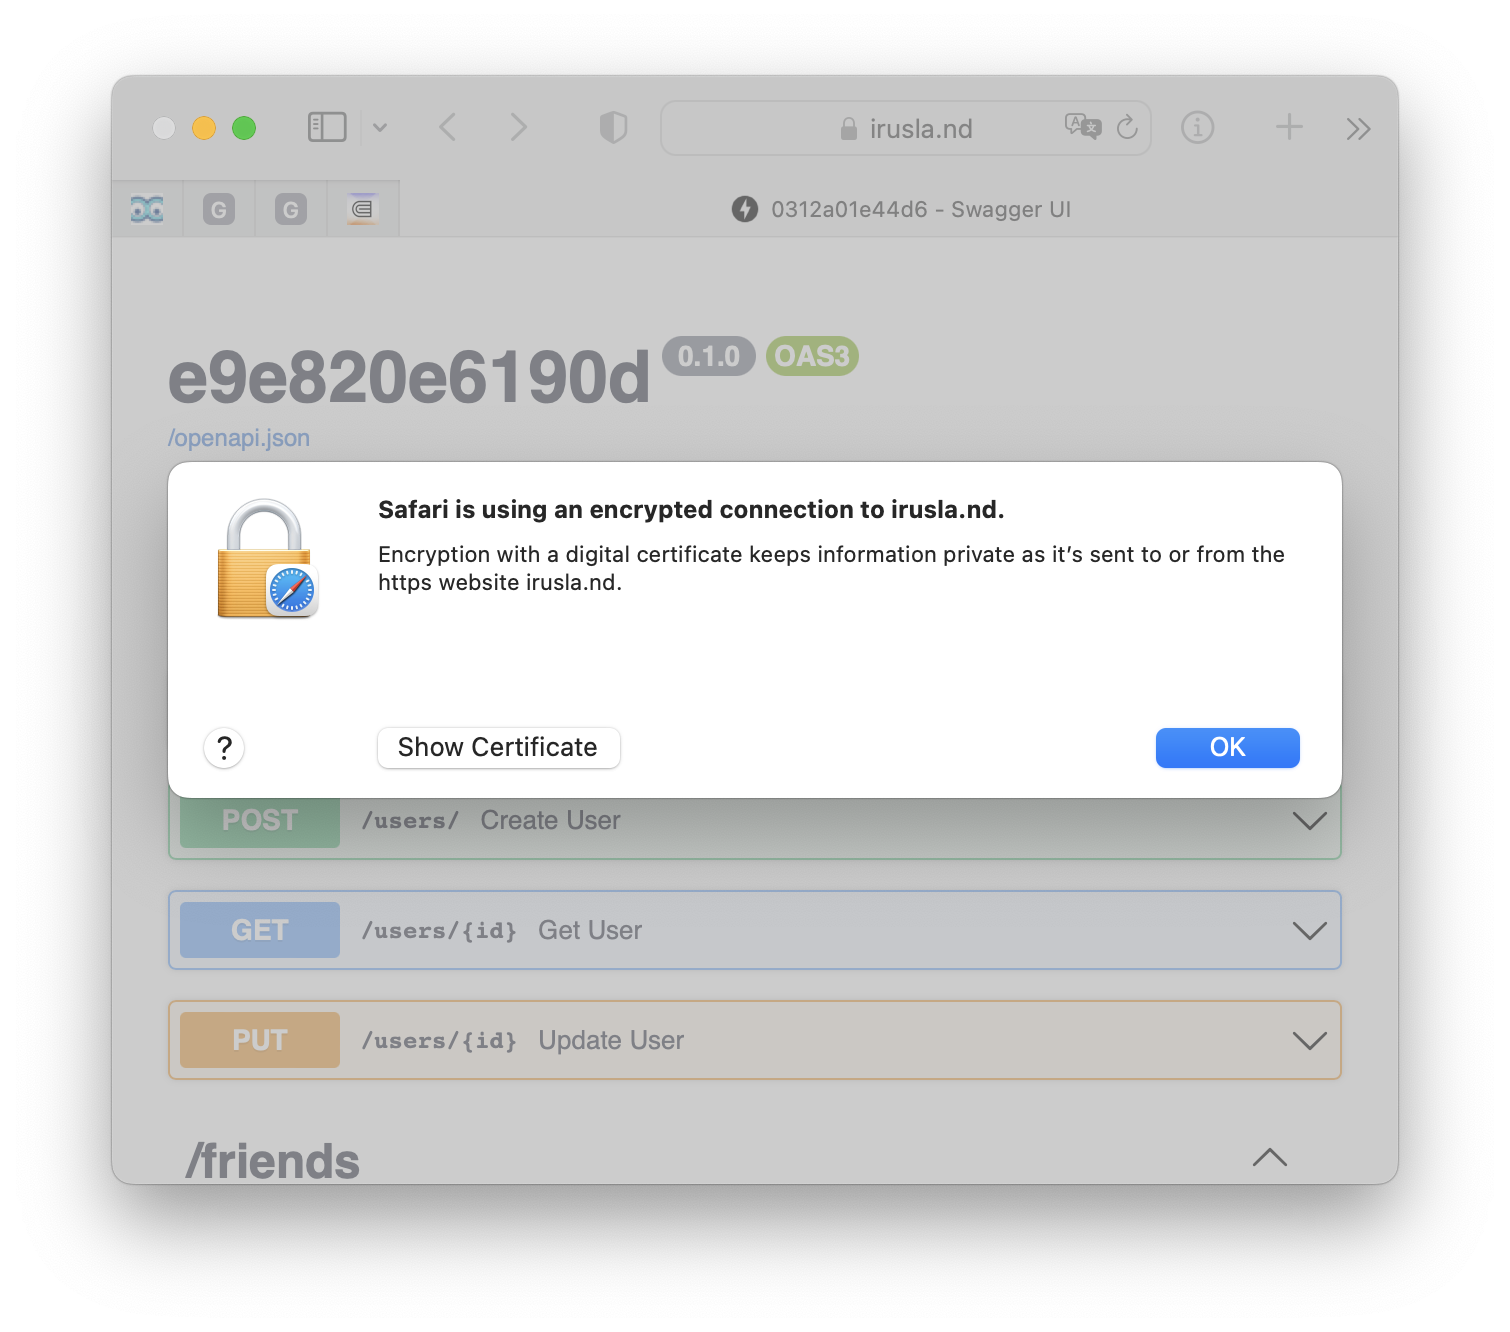 irusla.nd
G
G
0312a01e44d6 - Swagger UI
e9e820e6190d 0.1.0 OAS3
/openapi.json
Safari is using an encrypted connection to irusla.nd.
Encryption with a digital certificate keeps information private as it’s sent to or from the
https website irusla.nd.
? Show Certificate OK
POST /users/ Create User
GET /users/{id} Get User
PUT /users/{id} Update User
/friends